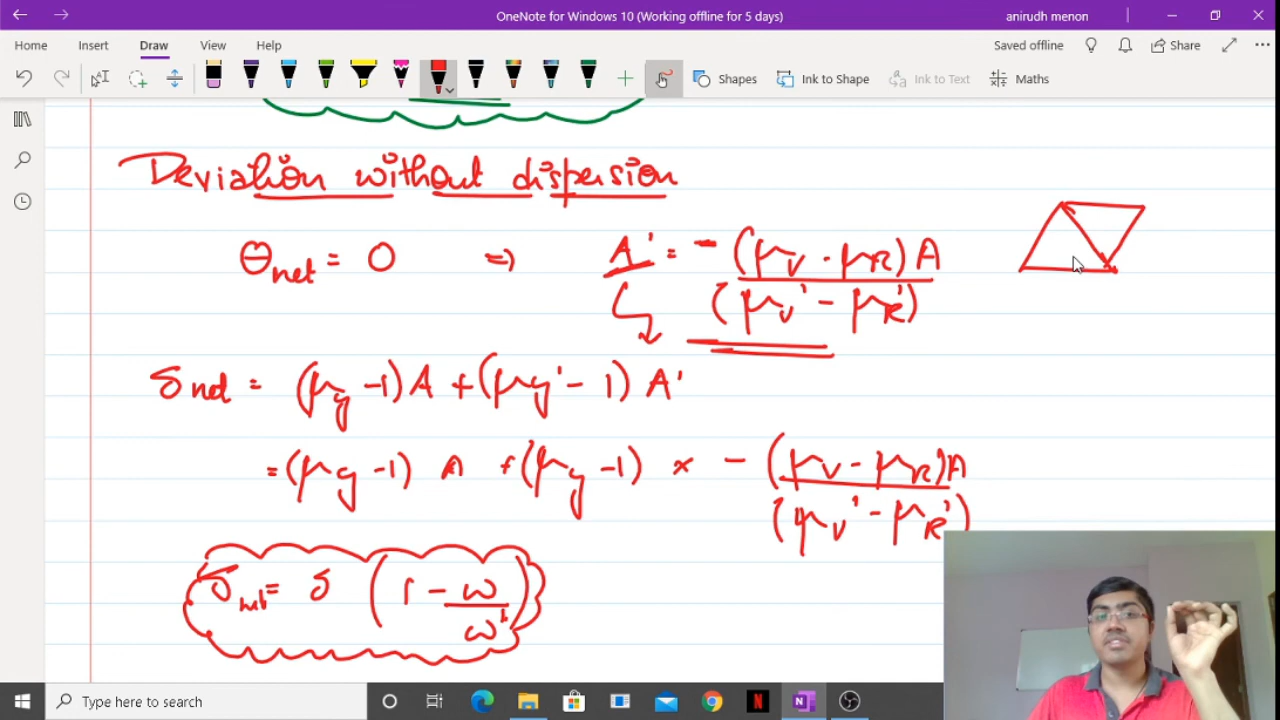 OneNote for Windows 10 (Working offline for 5 days)
anirudh menon
Home Insert Draw View Help
Saved offline
Share
Shapes
Ink to Shape
Ink to Text
Maths
Deviation without dispersion
θnet = 0 ⇒ A' = - (μv - μR) A / (μv' - μR')
δnet = (μy - 1) A + (μy' - 1) A'
= (μy - 1) A + (μy - 1) × - (μv - μR) A / (μv' - μR')
δnet = δ (1 - ω / ω')
Type here to search